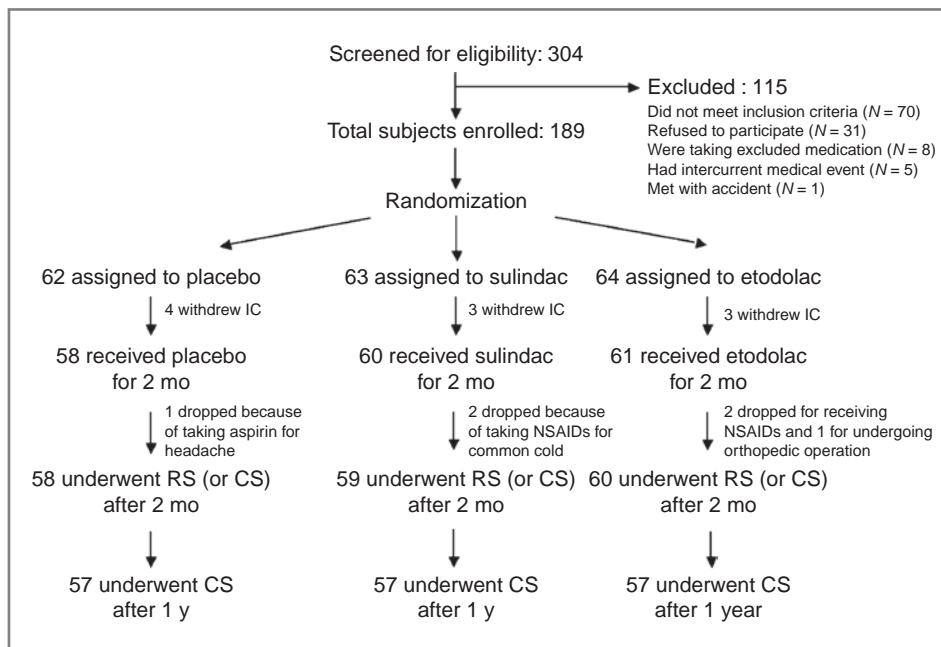 Screened for eligibility: 304
Excluded : 115
Did not meet inclusion criteria (N = 70)
Refused to participate (N = 31)
Were taking excluded medication (N = 8)
Had intercurrent medical event (N = 5)
Met with accident (N = 1)
Total subjects enrolled: 189
Randomization
62 assigned to placebo
63 assigned to sulindac
64 assigned to etodolac
4 withdrew IC
3 withdrew IC
3 withdrew IC
58 received placebo
for 2 mo
60 received sulindac
for 2 mo
61 received etodolac
for 2 mo
1 dropped because
of taking aspirin for
headache
2 dropped because
of taking NSAIDs for
common cold
2 dropped for receiving
NSAIDs and 1 for undergoing
orthopedic operation
58 underwent RS (or CS)
after 2 mo
59 underwent RS (or CS)
after 2 mo
60 underwent RS (or CS)
after 2 mo
57 underwent CS
after 1 y
57 underwent CS
after 1 y
57 underwent CS
after 1 year